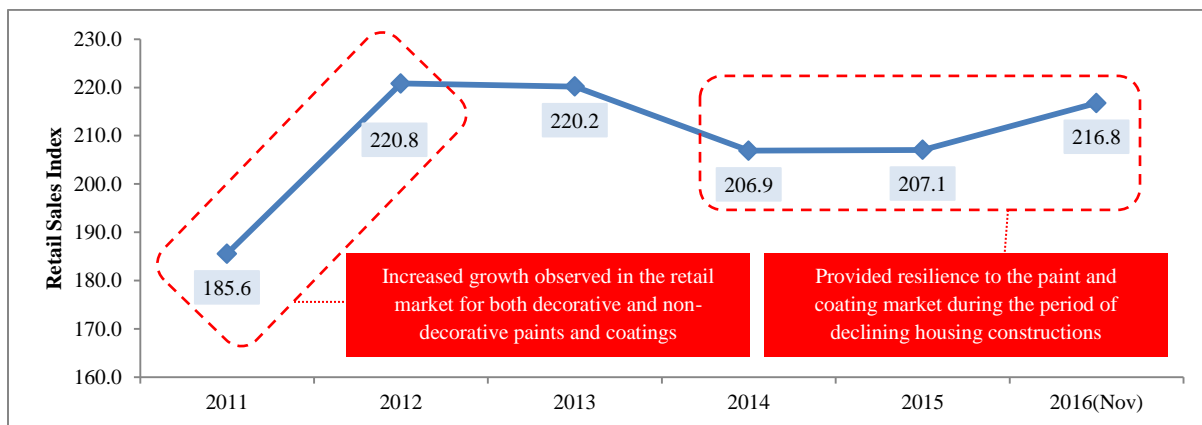 Retail Sales Index
230.0
220.0
210.0
200.0
190.0
180.0
170.0
160.0
185.6
220.8
220.2
206.9
207.1
216.8
Increased growth observed in the retail
market for both decorative and non-
decorative paints and coatings
Provided resilience to the paint and
coating market during the period of
declining housing constructions
2011
2012
2013
2014
2015
2016(Nov)